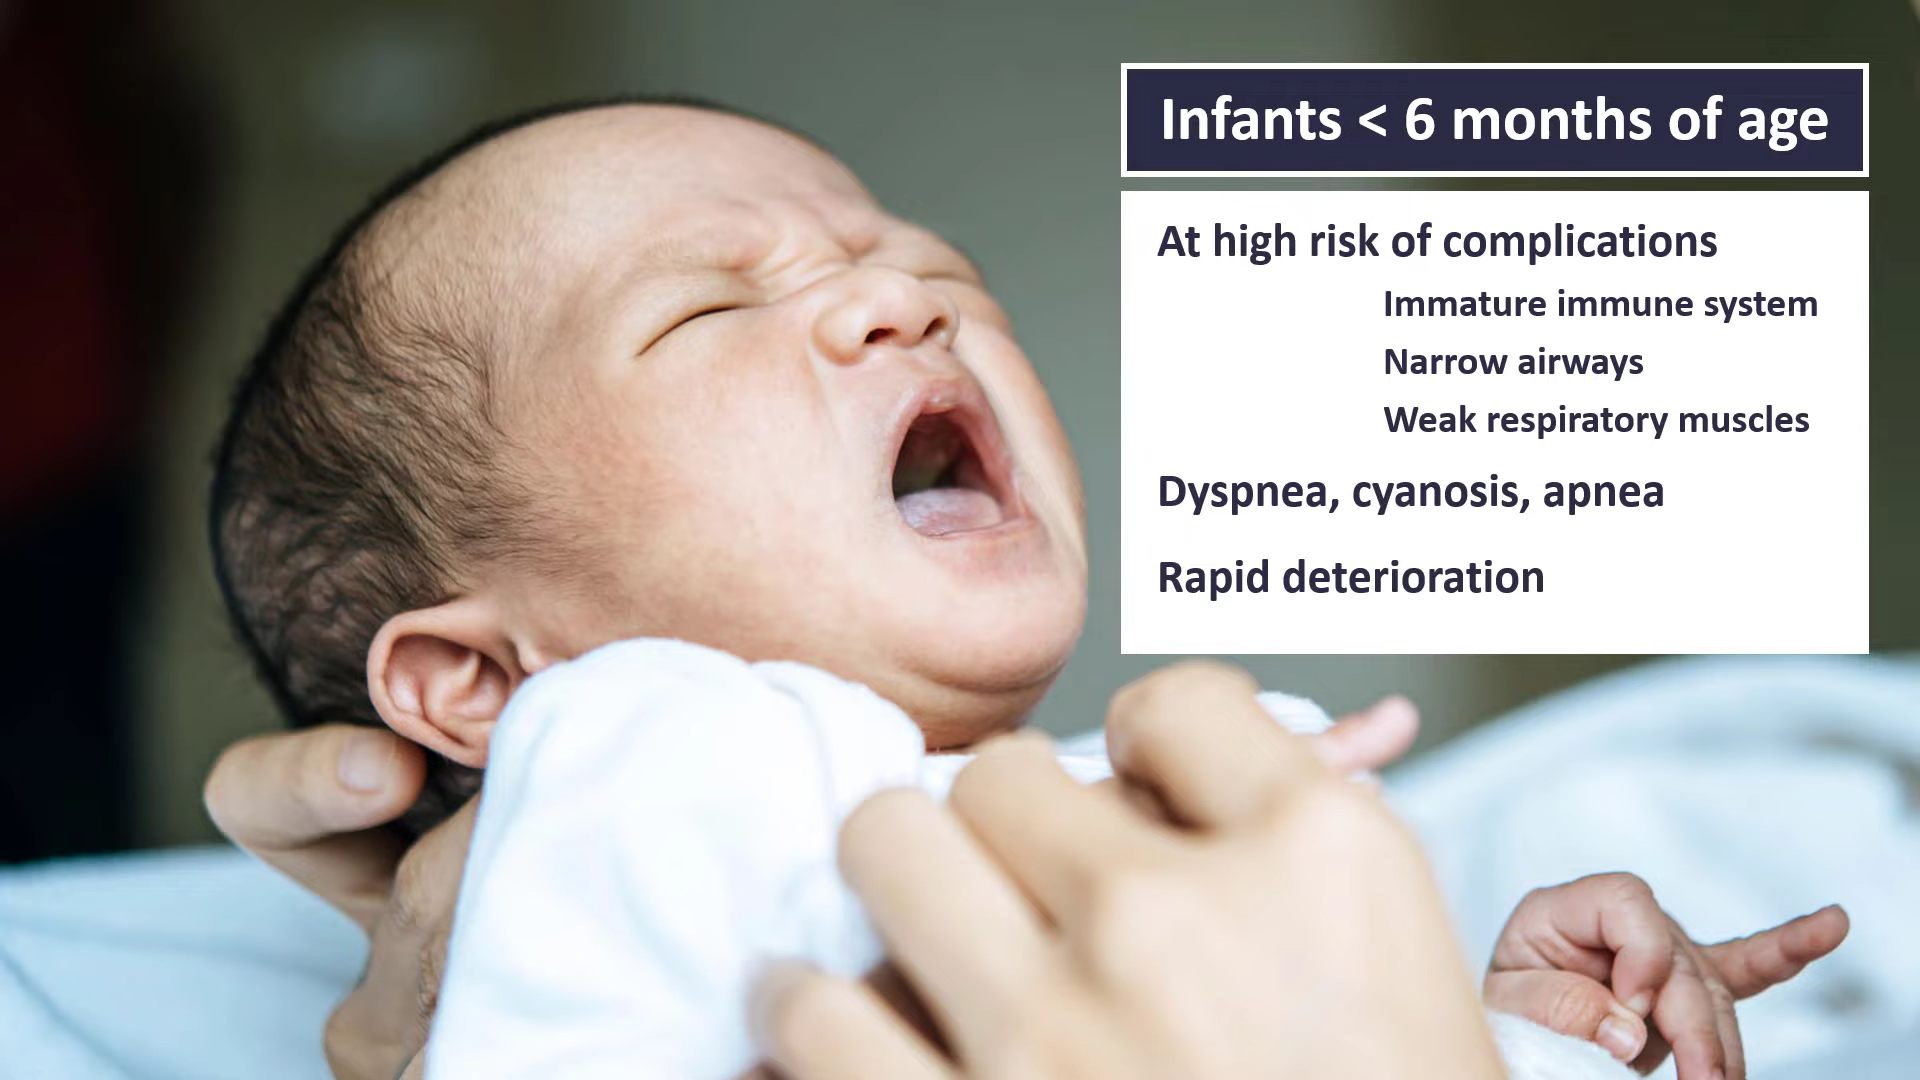 Infants < 6 months of age
At high risk of complications
Immature immune system
Narrow airways
Weak respiratory muscles
Dyspnea, cyanosis, apnea
Rapid deterioration